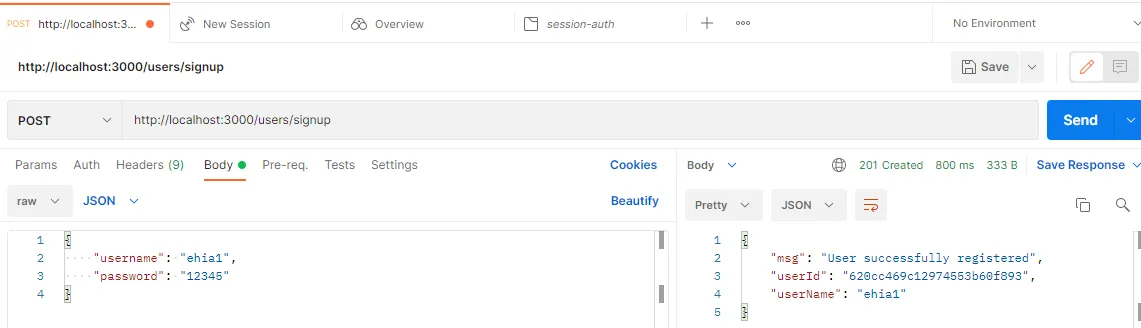 POST http://localhost:3... New Session Overview session-auth No Environment
http://localhost:3000/users/signup Save
POST http://localhost:3000/users/signup Send
Params Auth Headers (9) Body Pre-req. Tests Settings Cookies
Body 201 Created 800 ms 333 B Save Response
raw JSON Beautify
Pretty JSON
1 {
2 "username": "ehia1",
3 "password": "12345"
4 }
1 {
2 "msg": "User successfully registered",
3 "userId": "620cc469c12974553b60f893",
4 "userName": "ehia1"
5 }